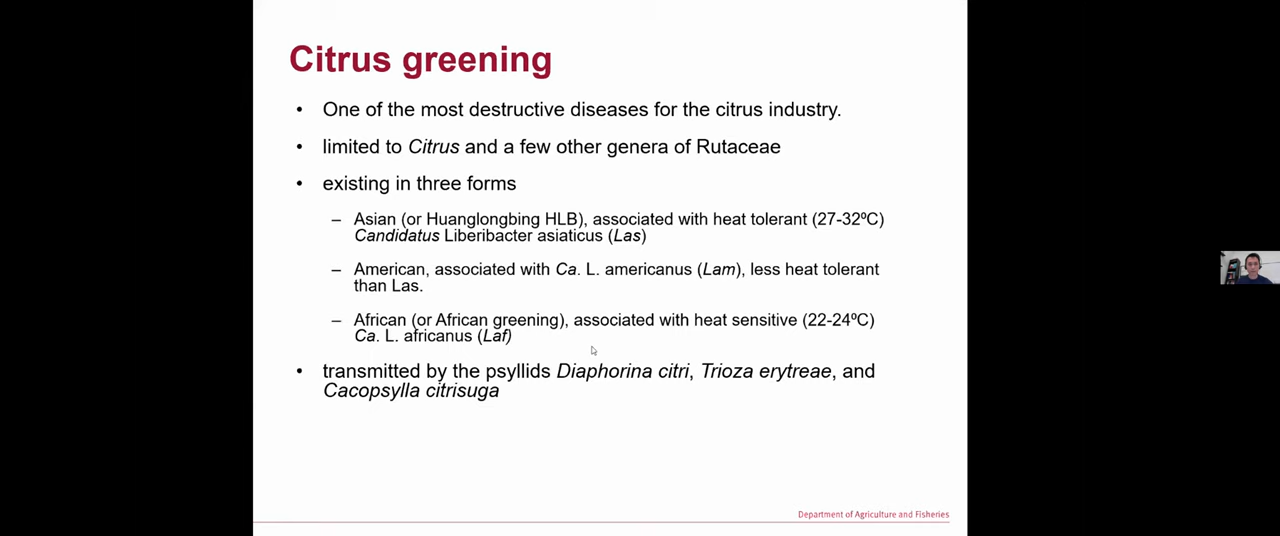 Citrus greening
• One of the most destructive diseases for the citrus industry.
• limited to Citrus and a few other genera of Rutaceae
• existing in three forms
– Asian (or Huanglongbing HLB), associated with heat tolerant (27-32ºC)
Candidatus Liberibacter asiaticus (Las)
– American, associated with Ca. L. americanus (Lam), less heat tolerant
than Las.
– African (or African greening), associated with heat sensitive (22-24ºC)
Ca. L. africanus (Laf)
• transmitted by the psyllids Diaphorina citri, Trioza erytreae, and
Cacopsylla citrisuga
Department of Agriculture and Fisheries